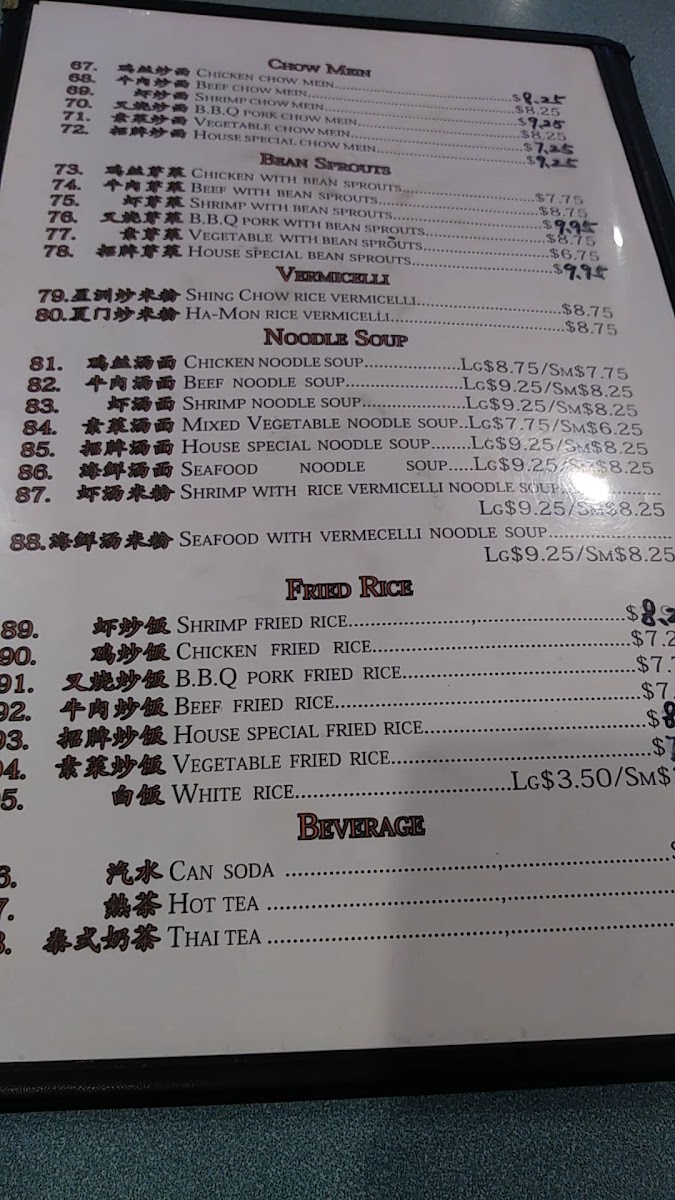 CHOW MEIN
67. 鸡丝炒面 CHICKEN CHOW MEIN
68. 牛肉炒面 BEEF CHOW MEIN.....$8.25
69. 虾炒面 SHRIMP CHOW MEIN.....$8.25
70. 叉烧炒面 B.B.Q PORK CHOW MEIN.....$9.25
71. 素菜炒面 VEGETABLE CHOW MEIN.....$8.25
72. 招牌炒面 HOUSE SPECIAL CHOW MEIN.....$7.25
$9.25
BEAN SPROUTS
73. 鸡丝芽菜 CHICKEN WITH BEAN SPROUTS.....$7.75
74. 牛肉芽菜 BEEF WITH BEAN SPROUTS.....$8.75
75. 虾芽菜 SHRIMP WITH BEAN SPROUTS.....$9.95
76. 叉烧芽菜 B.B.Q PORK WITH BEAN SPROUTS.....$8.75
77. 素芽菜 VEGETABLE WITH BEAN SPROUTS.....$6.75
78. 招牌芽菜 HOUSE SPECIAL BEAN SPROUTS.....$9.95
VERMICELLI
79.星洲炒米粉 SHING CHOW RICE VERMICELLI.....$8.75
80.厦门炒米粉 HA-MON RICE VERMICELLI.....$8.75
NOODLE SOUP
81. 鸡丝汤面 CHICKEN NOODLE SOUP.....LG$8.75/SM$7.75
82. 牛肉汤面 BEEF NOODLE SOUP.....LG$9.25/SM$8.25
83. 虾汤面 SHRIMP NOODLE SOUP.....LG$9.25/SM$8.25
84. 素菜汤面 MIXED VEGETABLE NOODLE SOUP..LG$7.75/SM$6.25
85. 招牌汤面 HOUSE SPECIAL NOODLE SOUP.....LG$9.25/SM$8.25
86. 海鲜汤面 SEAFOOD NOODLE SOUP.....LG$9.25/SM$8.25
87. 虾汤米粉 SHRIMP WITH RICE VERMICELLI NOODLE SOUP.....
LG$9.25/SM$8.25
88.海鲜汤米粉 SEAFOOD WITH VERMECELLI NOODLE SOUP.....
LG$9.25/SM$8.25
FRIED RICE
89. 虾炒饭 SHRIMP FRIED RICE.....$8.
90. 鸡炒饭 CHICKEN FRIED RICE.....$7.2
91. 叉烧炒饭 B.B.Q PORK FRIED RICE.....$7.
92. 牛肉炒饭 BEEF FRIED RICE.....$7.
93. 招牌炒饭 HOUSE SPECIAL FRIED RICE.....$8
94. 素菜炒饭 VEGETABLE FRIED RICE.....$7
5. 白饭 WHITE RICE.....LG$3.50/SM$
BEVERAGE
6. 汽水 CAN SODA .....$
7. 热茶 HOT TEA .....
8. 泰式奶茶 THAI TEA .....